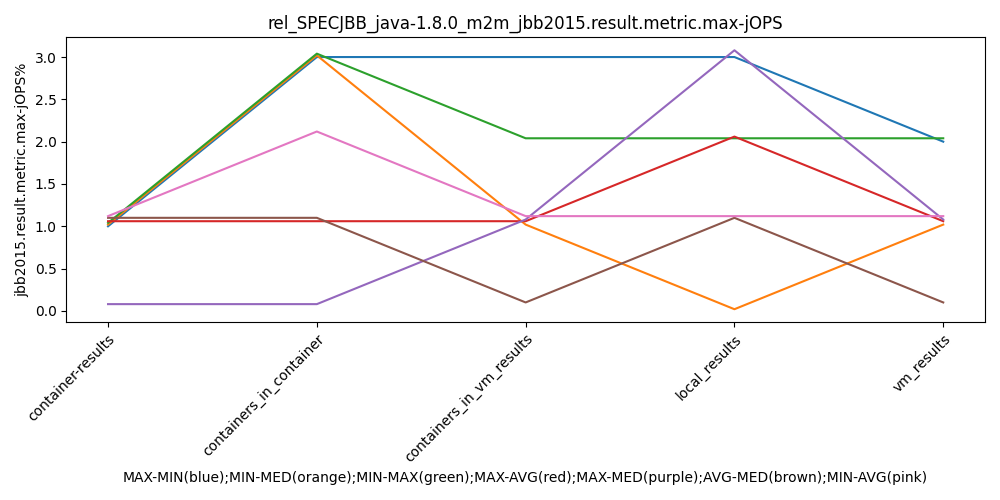 rel_SPECJBB_java-1.8.0_m2m_jbb2015.result.metric.max-jOPS
jbb2015.result.metric.max-jOPS%
3.0
2.5
2.0
1.5
1.0
0.5
0.0
container-results
containers_in_container
containers_in_vm_results
local_results
vm_results
MAX-MIN(blue);MIN-MED(orange);MIN-MAX(green);MAX-AVG(red);MAX-MED(purple);AVG-MED(brown);MIN-AVG(pink)